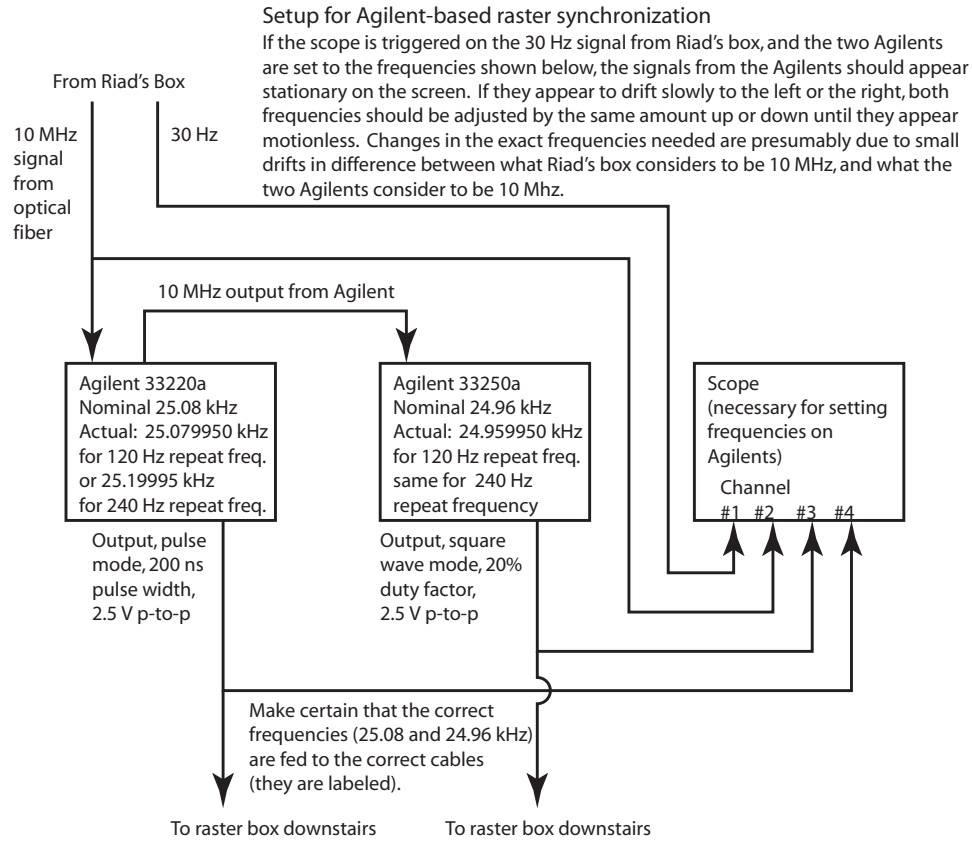 Setup for Agilent-based raster synchronization
If the scope is triggered on the 30 Hz signal from Riad's box, and the two Agilents
are set to the frequencies shown below, the signals from the Agilents should appear
stationary on the screen. If they appear to drift slowly to the left or the right, both
frequencies should be adjusted by the same amount up or down until they appear
motionless. Changes in the exact frequencies needed are presumably due to small
drifts in difference between what Riad's box considers to be 10 MHz, and what the
two Agilents consider to be 10 Mhz.
From Riad's Box
10 MHz
signal
from
optical
fiber
30 Hz
10 MHz output from Agilent
Agilent 33220a
Nominal 25.08 kHz
Actual: 25.079950 kHz
for 120 Hz repeat freq.
or 25.19995 kHz
for 240 Hz repeat freq.
Agilent 33250a
Nominal 24.96 kHz
Actual: 24.959950 kHz
for 120 Hz repeat freq.
same for 240 Hz
repeat frequency
Scope
(necessary for setting
frequencies on
Agilents)
Channel
#1 #2 #3 #4
Output, pulse
mode, 200 ns
pulse width,
2.5 V p-to-p
Output, square
wave mode, 20%
duty factor,
2.5 V p-to-p
Make certain that the correct
frequencies (25.08 and 24.96 kHz)
are fed to the correct cables
(they are labeled).
To raster box downstairs
To raster box downstairs